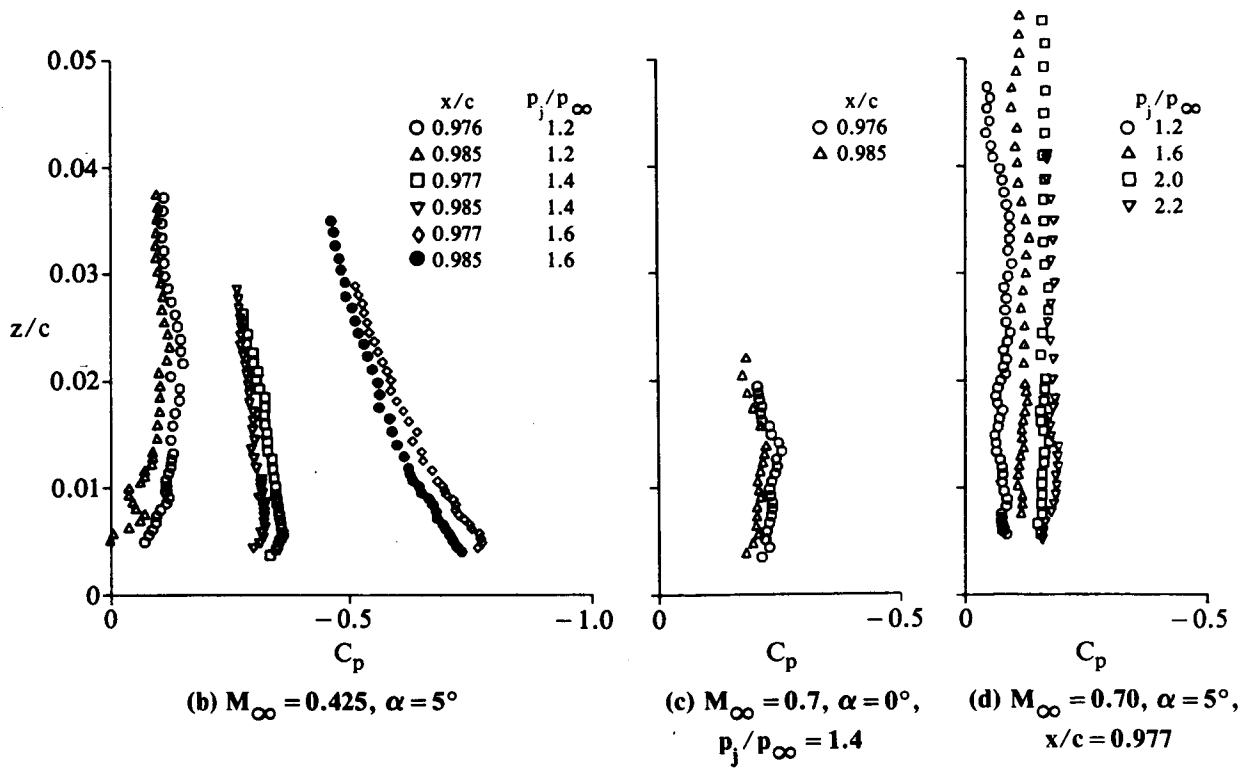 0.05
0.04
0.03
z/c
0.02
0.01
0
x/c p_j/p_∞
0.976 1.2
0.985 1.2
0.977 1.4
0.985 1.4
0.977 1.6
0.985 1.6
0 −0.5 −1.0
C_p
(b) M_∞ = 0.425, α = 5°
x/c
0.976
0.985
0 −0.5
C_p
(c) M_∞ = 0.7, α = 0°,
p_j/p_∞ = 1.4
p_j/p_∞
1.2
1.6
2.0
2.2
0 −0.5
C_p
(d) M_∞ = 0.70, α = 5°,
x/c = 0.977